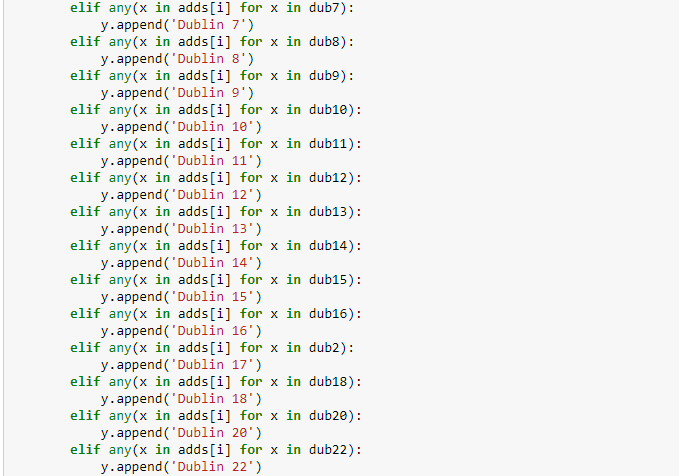 elif any(x in adds[i] for x in dub7):
y.append('Dublin 7')
elif any(x in adds[i] for x in dub8):
y.append('Dublin 8')
elif any(x in adds[i] for x in dub9):
y.append('Dublin 9')
elif any(x in adds[i] for x in dub10):
y.append('Dublin 10')
elif any(x in adds[i] for x in dub11):
y.append('Dublin 11')
elif any(x in adds[i] for x in dub12):
y.append('Dublin 12')
elif any(x in adds[i] for x in dub13):
y.append('Dublin 13')
elif any(x in adds[i] for x in dub14):
y.append('Dublin 14')
elif any(x in adds[i] for x in dub15):
y.append('Dublin 15')
elif any(x in adds[i] for x in dub16):
y.append('Dublin 16')
elif any(x in adds[i] for x in dub2):
y.append('Dublin 17')
elif any(x in adds[i] for x in dub18):
y.append('Dublin 18')
elif any(x in adds[i] for x in dub20):
y.append('Dublin 20')
elif any(x in adds[i] for x in dub22):
y.append('Dublin 22')